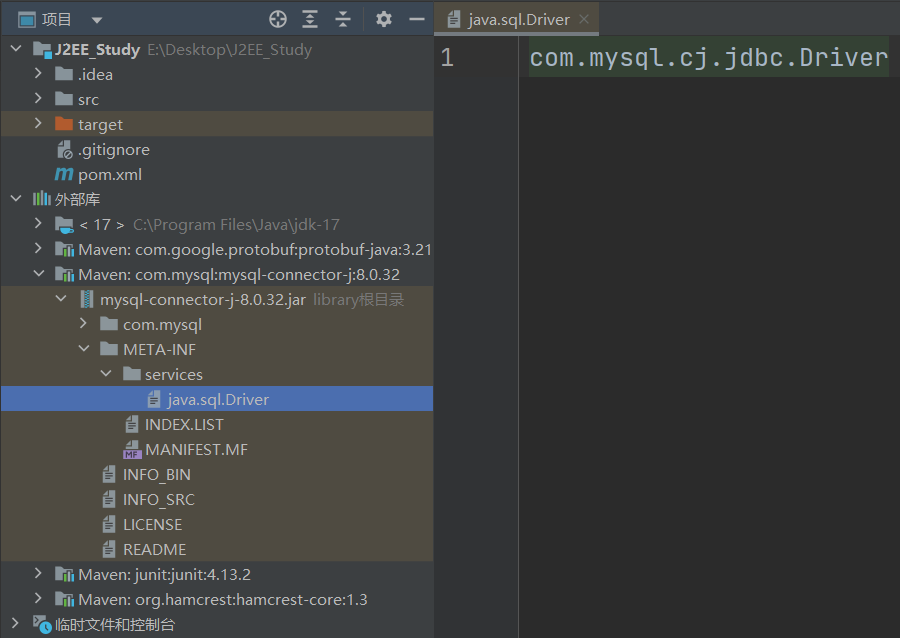 项目
java.sql.Driver
J2EE_Study E:\Desktop\J2EE_Study
.idea
src
target
.gitignore
pom.xml
外部库
< 17 > C:\Program Files\Java\jdk-17
Maven: com.google.protobuf:protobuf-java:3.21
Maven: com.mysql:mysql-connector-j:8.0.32
mysql-connector-j-8.0.32.jar library根目录
com.mysql
META-INF
services
java.sql.Driver
INDEX.LIST
MF MANIFEST.MF
INFO_BIN
INFO_SRC
LICENSE
README
Maven: junit:junit:4.13.2
Maven: org.hamcrest:hamcrest-core:1.3
临时文件和控制台
1 com.mysql.cj.jdbc.Driver